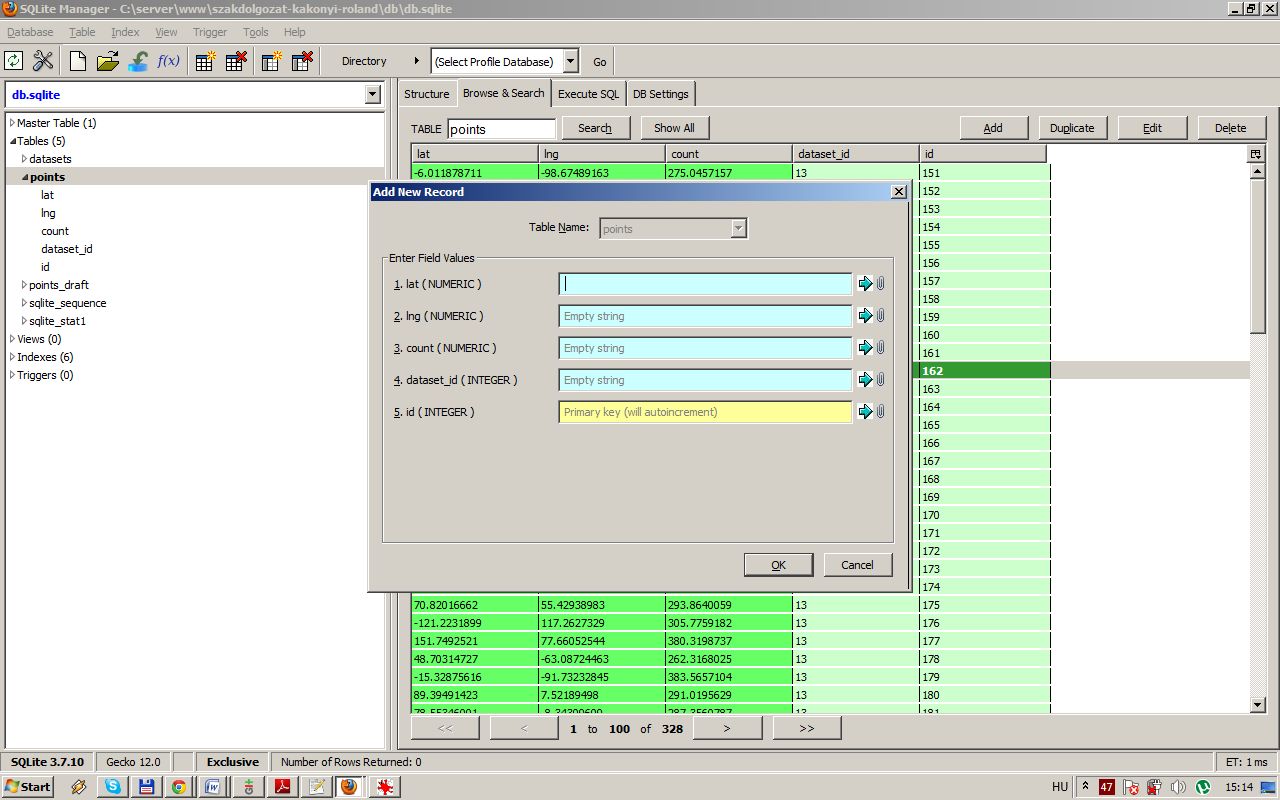 SQLite Manager - C:\server\www\szakdolgozat-kakonyi-roland\db\db.sqlite
Database Table Index View Trigger Tools Help
f(x) Directory (Select Profile Database) Go
db.sqlite
Master Table (1)
Tables (5)
datasets
points
lat
lng
count
dataset_id
id
points_draft
sqlite_sequence
sqlite_stat1
Views (0)
Indexes (6)
Triggers (0)
Structure Browse & Search Execute SQL DB Settings
TABLE points Search Show All Add Duplicate Edit Delete
lat lng count dataset_id id
-6.011878711 -98.67489163 275.0457157 13 151
152
153
154
155
156
157
158
159
160
161
162
163
164
165
166
167
168
169
170
171
172
173
174
Add New Record
Table Name: points
Enter Field Values
1. lat ( NUMERIC )
2. lng ( NUMERIC ) Empty string
3. count ( NUMERIC ) Empty string
4. dataset_id ( INTEGER ) Empty string
5. id ( INTEGER ) Primary key (will autoincrement)
OK Cancel
70.82016662 55.42938983 293.8640059 13 175
-121.2231899 117.2627329 305.7759182 13 176
151.7492521 77.66052544 380.3198737 13 177
48.70314727 -63.08724463 262.3168025 13 178
-15.32875616 -91.73232845 383.5657104 13 179
89.39491423 7.52189498 291.0195629 13 180
13 181
<< < 1 to 100 of 328 > >>
SQLite 3.7.10 Gecko 12.0 Exclusive Number of Rows Returned: 0 ET: 1 ms
Start HU 47 15:14